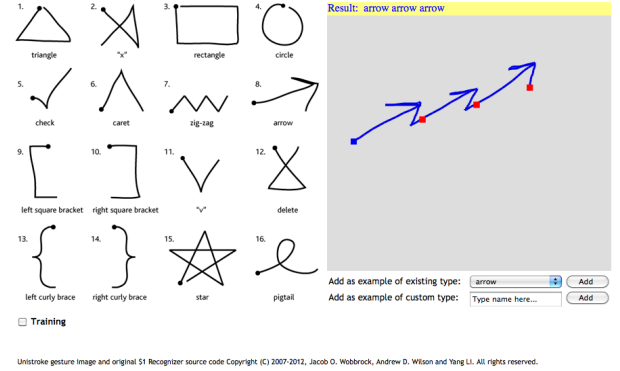 Result: arrow arrow arrow
1. 2. 3. 4.
triangle "x" rectangle circle
5. 6. 7. 8.
check caret zig-zag arrow
9. 10. 11. 12.
left square bracket right square bracket "v" delete
13. 14. 15. 16.
left curly brace right curly brace star pigtail
Add as example of existing type: arrow Add
Add as example of custom type: Type name here... Add
Training
Unistroke gesture image and original $1 Recognizer source code Copyright (C) 2007-2012, Jacob O. Wobbrock, Andrew D. Wilson and Yang Li. All rights reserved.